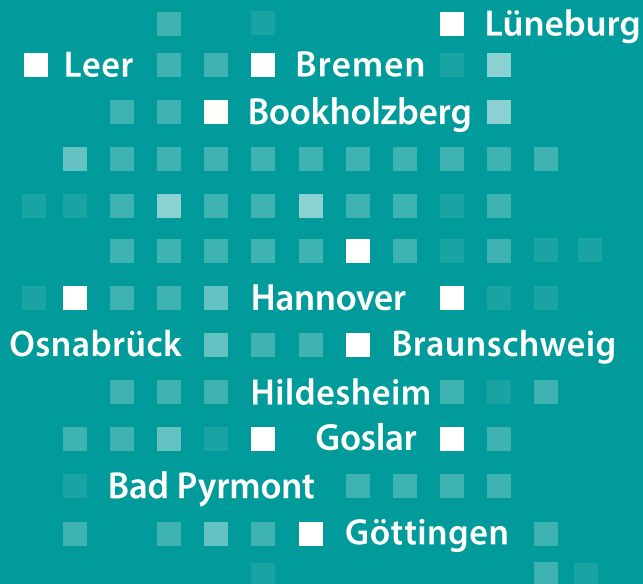 Lüneburg
Leer Bremen
Bookholzberg
Hannover
Osnabrück Braunschweig
Hildesheim
Goslar
Bad Pyrmont
Göttingen